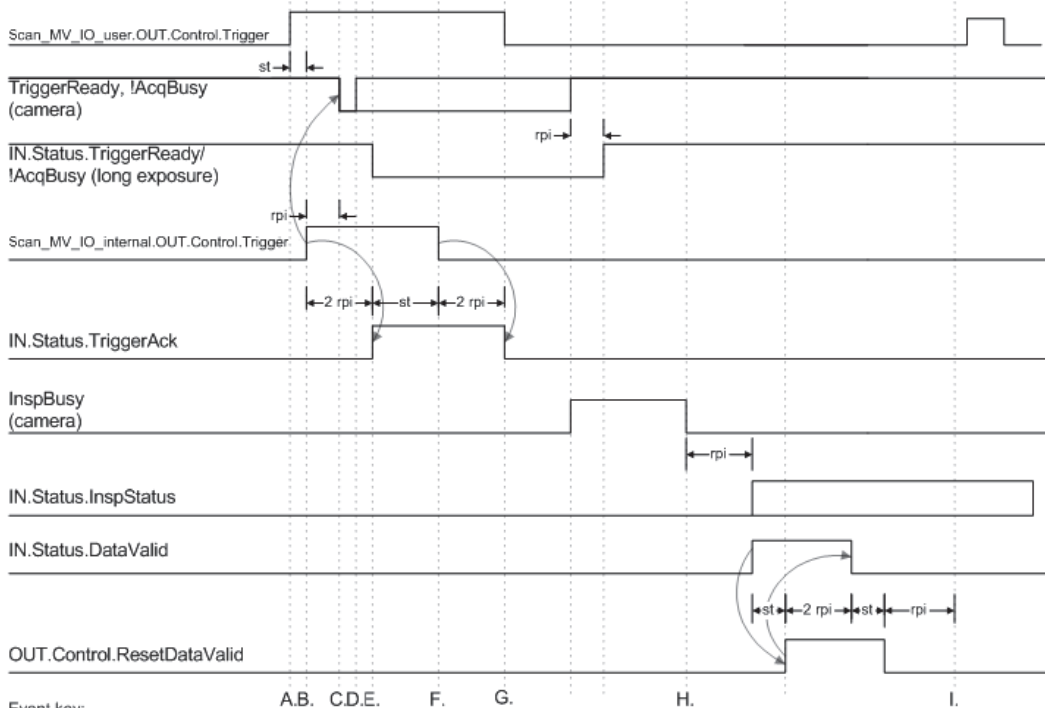 Scan_MV_IO_user.OUT.Control.Trigger
st
TriggerReady, !AcqBusy
(camera)
rpi
IN.Status.TriggerReady/
!AcqBusy (long exposure)
rpi
Scan_MV_IO_internal.OUT.Control.Trigger
2 rpi st 2 rpi
IN.Status.TriggerAck
InspBusy
(camera)
rpi
IN.Status.InspStatus
IN.Status.DataValid
st 2 rpi st rpi
OUT.Control.ResetDataValid
A. B. C. D. E. F. G. H. I.
Event key: